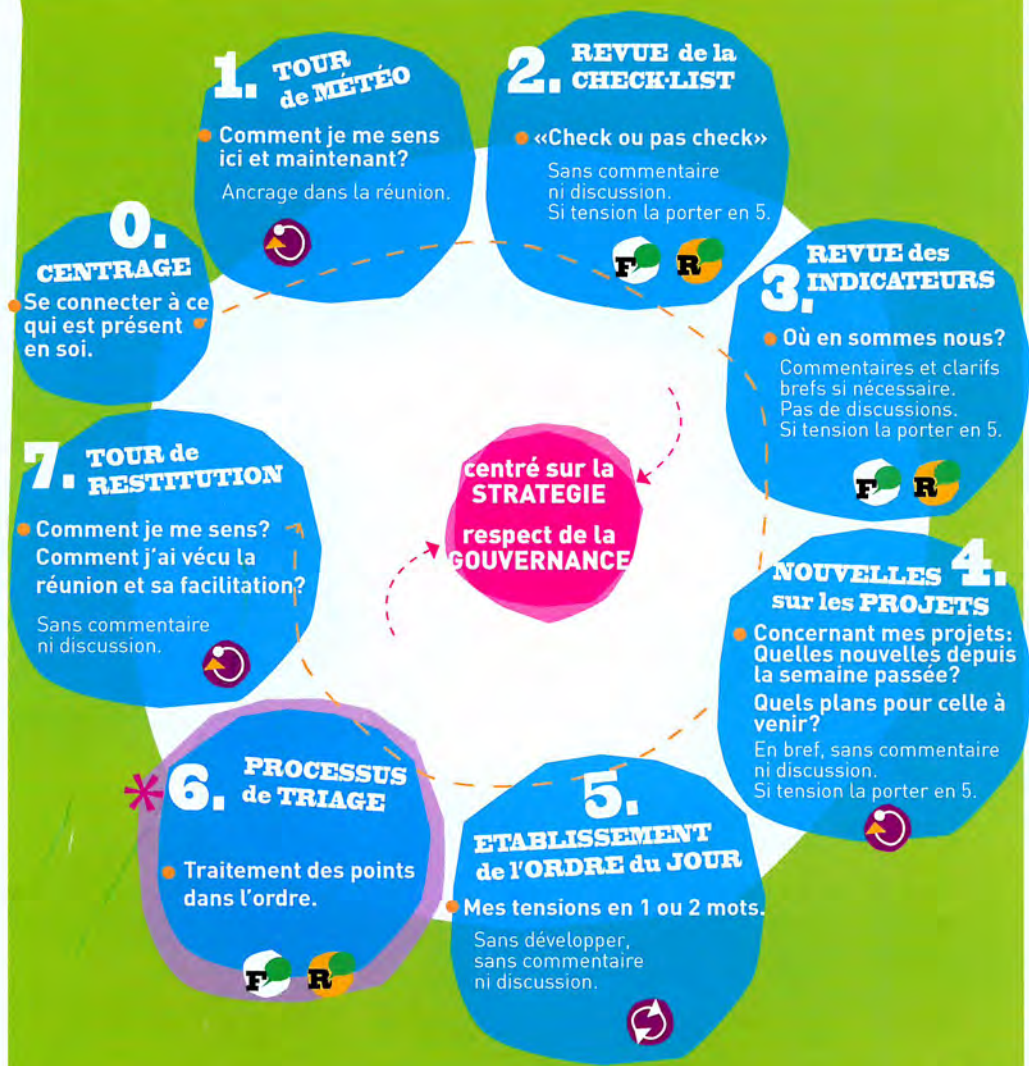 0.
CENTRAGE
Se connecter à ce
qui est présent
en soi.
1. TOUR
de MÉTÉO
Comment je me sens
ici et maintenant?
Ancrage dans la réunion.
2. REVUE de la
CHECK-LIST
«Check ou pas check»
Sans commentaire
ni discussion.
Si tension la porter en 5.
F R
3. REVUE des
INDICATEURS
Où en sommes nous?
Commentaires et clarifs
brefs si nécessaire.
Pas de discussions.
Si tension la porter en 5.
F R
4.
NOUVELLES
sur les PROJETS
Concernant mes projets:
Quelles nouvelles depuis
la semaine passée?
Quels plans pour celle à
venir?
En bref, sans commentaire
ni discussion.
Si tension la porter en 5.
5.
ETABLISSEMENT
de l'ORDRE du JOUR
Mes tensions en 1 ou 2 mots.
Sans développer,
sans commentaire
ni discussion.
* 6. PROCESSUS
de TRIAGE
Traitement des points
dans l'ordre.
F R
7. TOUR de
RESTITUTION
Comment je me sens?
Comment j'ai vécu la
réunion et sa facilitation?
Sans commentaire
ni discussion.
centré sur la
STRATEGIE
respect de la
GOUVERNANCE